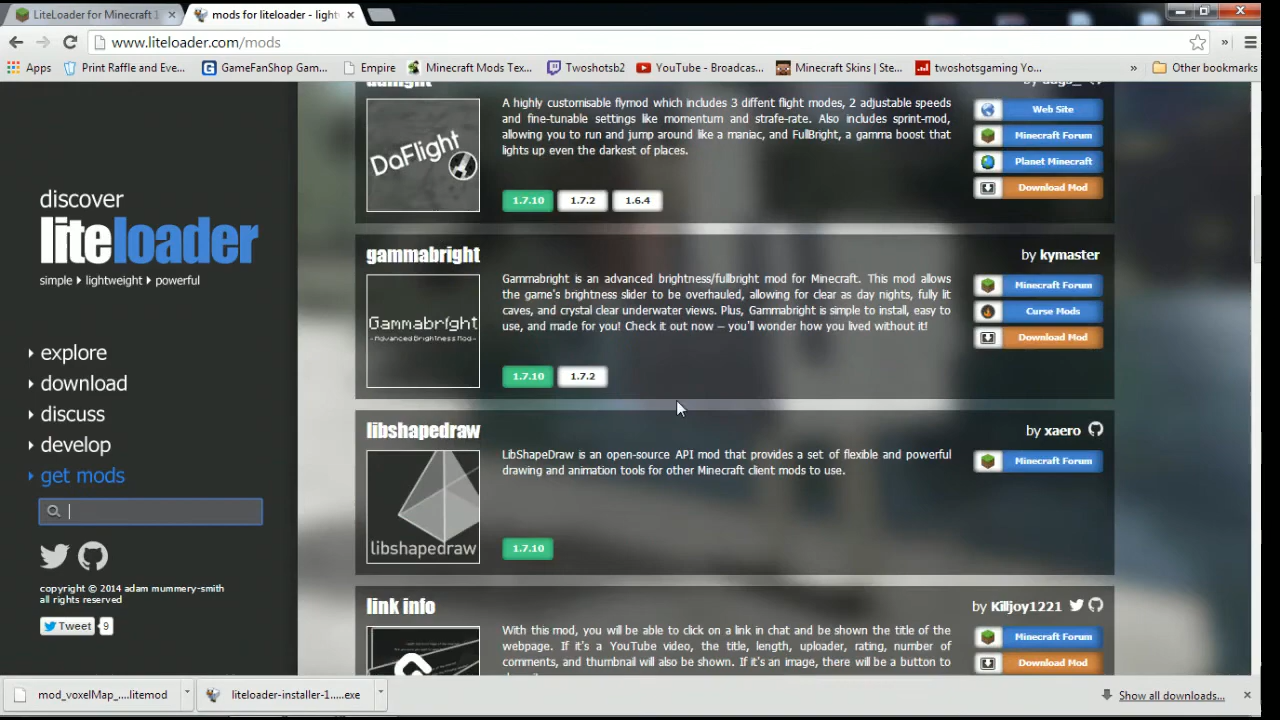 LiteLoader for Minecraft 1
mods for liteloader - light
www.liteloader.com/mods
Apps
Print Raffle and Eve...
GameFanShop Gam...
Empire
Minecraft Mods Tex...
Twoshotsb2
YouTube - Broadcas...
Minecraft Skins | Ste...
twoshotsgaming Yo...
Other bookmarks
discover
liteloader
simple lightweight powerful
explore
download
discuss
develop
get mods
copyright © 2014 adam mummery-smith
all rights reserved
Tweet 9
daflight
DaFlight
A highly customisable flymod which includes 3 diffent flight modes, 2 adjustable speeds
and fine-tunable settings like momentum and strafe-rate. Also includes sprint-mod,
allowing you to run and jump around like a maniac, and FullBright, a gamma boost that
lights up even the darkest of places.
1.7.10 1.7.2 1.6.4
by dags_
Web Site
Minecraft Forum
Planet Minecraft
Download Mod
gammabright
by kymaster
Gammabright
-Advanced Brightness Mod-
Gammabright is an advanced brightness/fullbright mod for Minecraft. This mod allows
the game's brightness slider to be overhauled, allowing for clear as day nights, fully lit
caves, and crystal clear underwater views. Plus, Gammabright is simple to install, easy to
use, and made for you! Check it out now – you'll wonder how you lived without it!
1.7.10 1.7.2
Minecraft Forum
Curse Mods
Download Mod
libshapedraw
by xaero
libshapedraw
LibShapeDraw is an open-source API mod that provides a set of flexible and powerful
drawing and animation tools for other Minecraft client mods to use.
1.7.10
Minecraft Forum
link info
by Killjoy1221
With this mod, you will be able to click on a link in chat and be shown the title of the
webpage. If it's a YouTube video, the title, length, uploader, rating, number of
comments, and thumbnail will also be shown. If it's an image, there will be a button to
Minecraft Forum
Download Mod
mod_voxelMap_....litemod
liteloader-installer-1.....exe
Show all downloads...